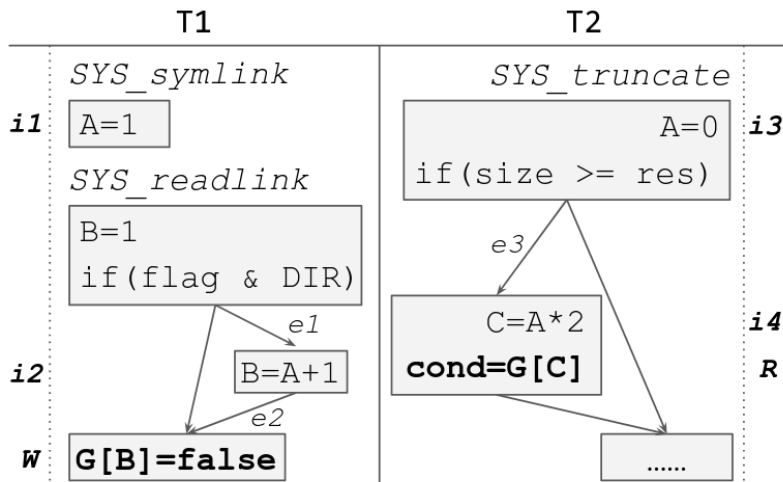 T1
T2
SYS_symlink
i1
A=1
SYS_readlink
B=1
if(flag & DIR)
e1
i2
B=A+1
e2
W
G[B]=false
SYS_truncate
i3
A=0
if(size >= res)
e3
i4
C=A*2
cond=G[C]
R
......